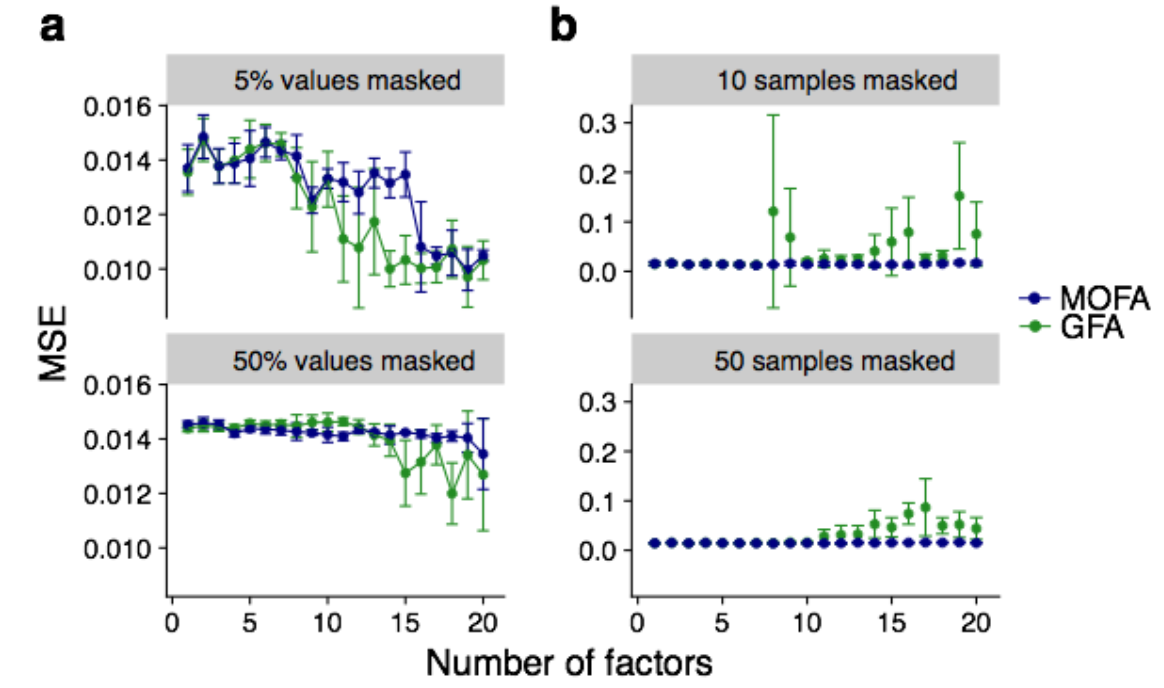 a
b
5% values masked
10 samples masked
0.016
0.014
0.012
0.010
0.3
0.2
0.1
0.0
MSE
MOFA
GFA
50% values masked
50 samples masked
0.016
0.014
0.012
0.010
0.3
0.2
0.1
0.0
0 5 10 15 20
0 5 10 15 20
Number of factors